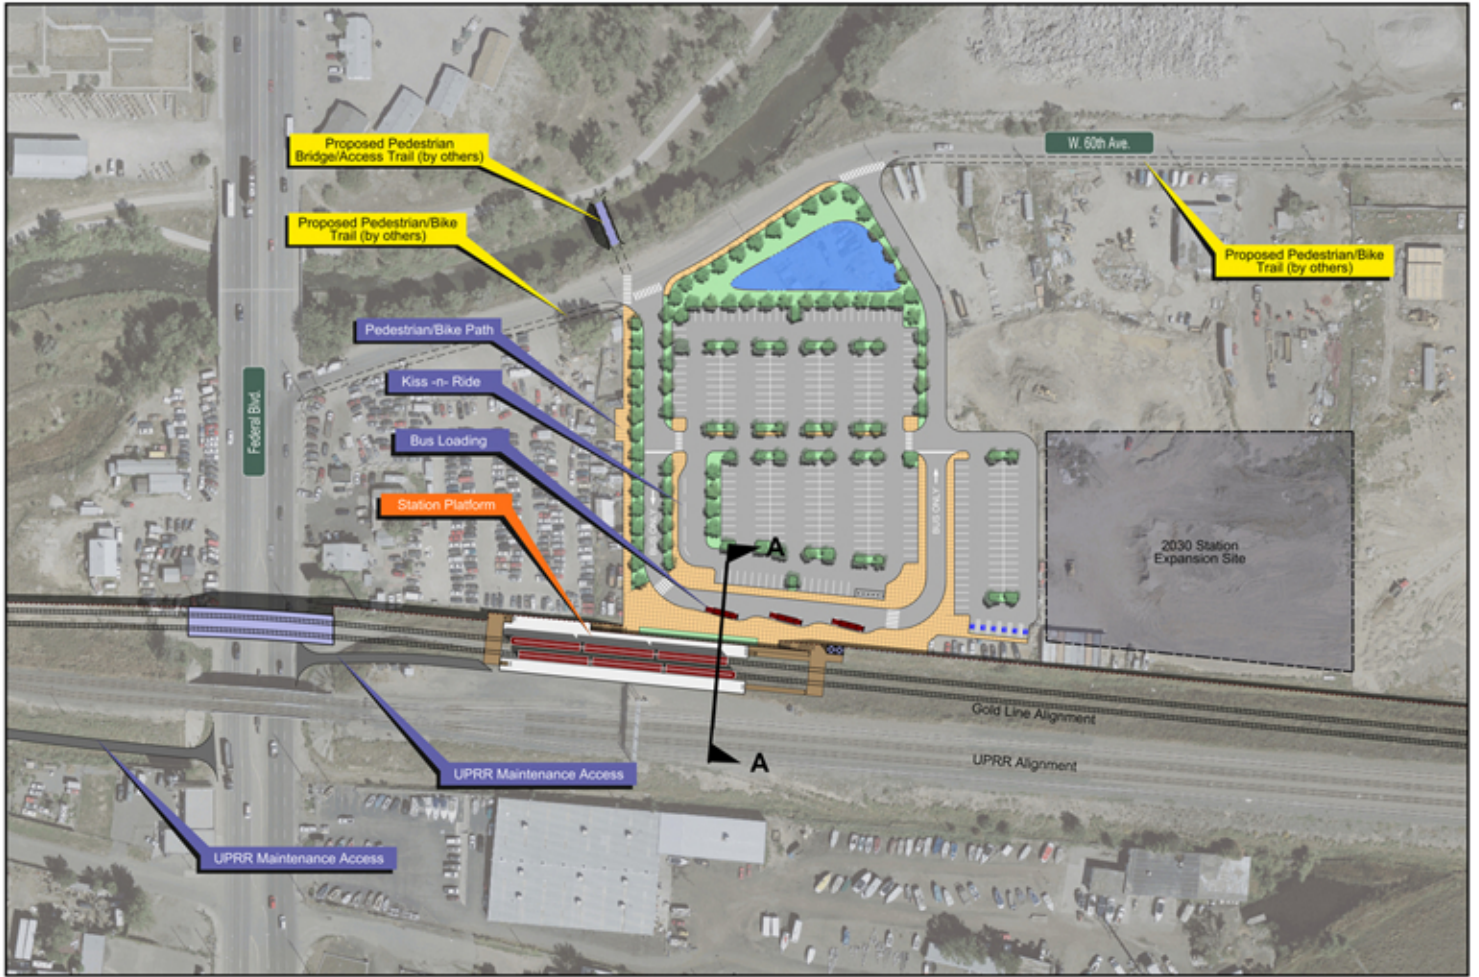 Proposed Pedestrian
Bridge/Access Trail (by others)
W. 60th Ave.
Proposed Pedestrian/Bike
Trail (by others)
Proposed Pedestrian/Bike
Trail (by others)
Pedestrian/Bike Path
Kiss -n- Ride
Federal Blvd.
Bus Loading
Station Platform
BUS ONLY
2030 Station
Expansion Site
A
Gold Line Alignment
A
UPRR Alignment
UPRR Maintenance Access
UPRR Maintenance Access